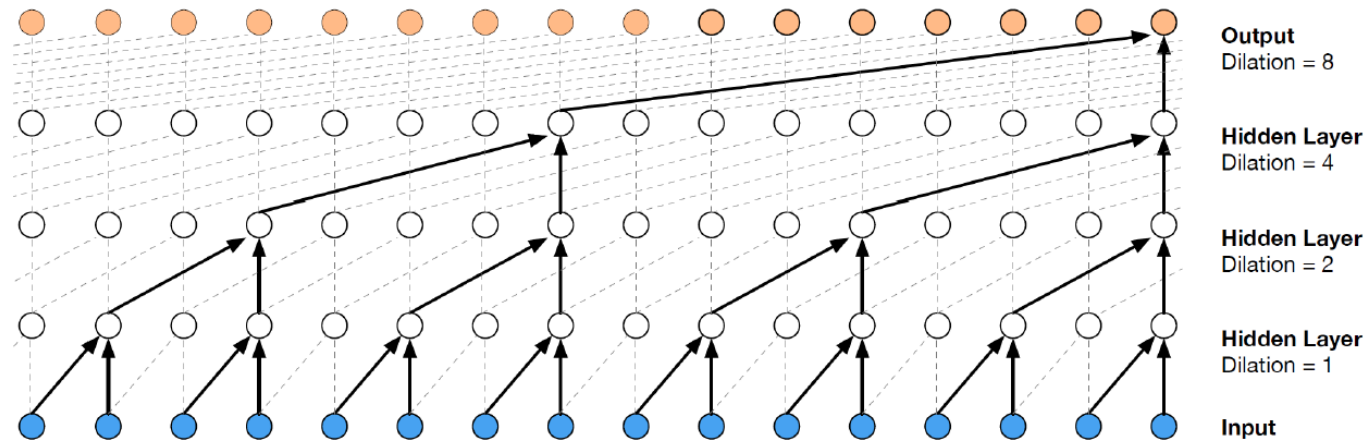 Output
Dilation = 8
Hidden Layer
Dilation = 4
Hidden Layer
Dilation = 2
Hidden Layer
Dilation = 1
Input